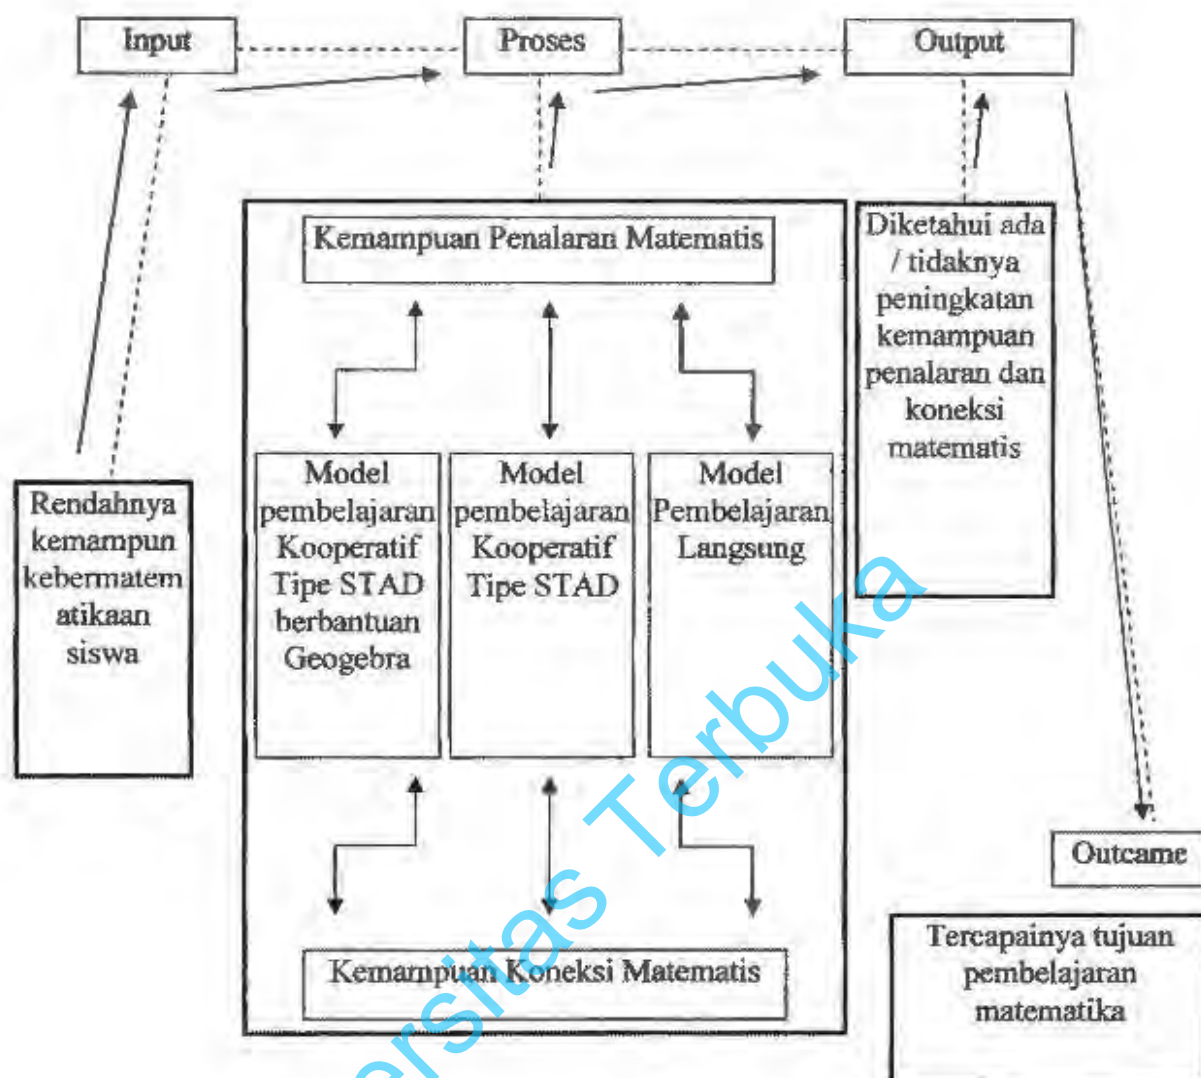 Input
Proses
Output
Kemampuan Penalaran Matematis
Diketahui ada
/ tidaknya
peningkatan
kemampuan
penalaran dan
koneksi
matematis
Rendahnya
kemampun
kebermatem
atikaan
siswa
Model
pembelajaran
Kooperatif
Tipe STAD
berbantuan
Geogebra
Model
pembelajaran
Kooperatif
Tipe STAD
Model
Pembelajaran
Langsung
Kemampuan Koneksi Matematis
Outcame
Tercapainya tujuan
pembelajaran
matematika
rsitas Terbuka